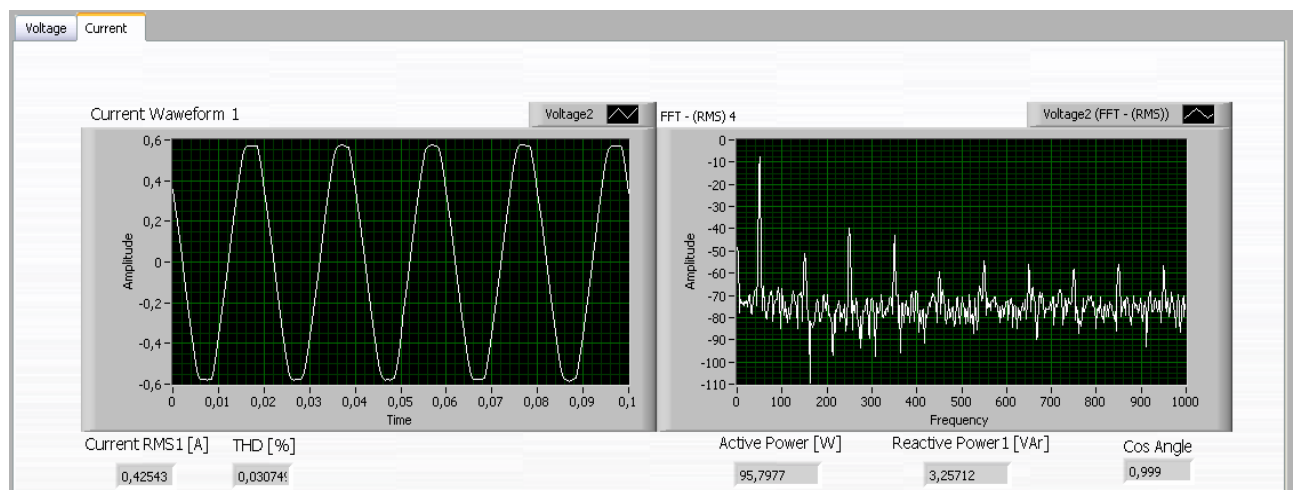 Voltage Current
Current Waweform 1
Voltage2
FFT - (RMS) 4
Voltage2 (FFT - (RMS))
Amplitude
0,6
0,4
0,2
0
-0,2
-0,4
-0,6
0 0,01 0,02 0,03 0,04 0,05 0,06 0,07 0,08 0,09 0,1
Time
Amplitude
0
-10
-20
-30
-40
-50
-60
-70
-80
-90
-100
-110
0 100 200 300 400 500 600 700 800 900 1000
Frequency
Current RMS1 [A] THD [%]
0,42543 0,030749
Active Power [W] Reactive Power1 [VAr] Cos Angle
95,7977 3,25712 0,999